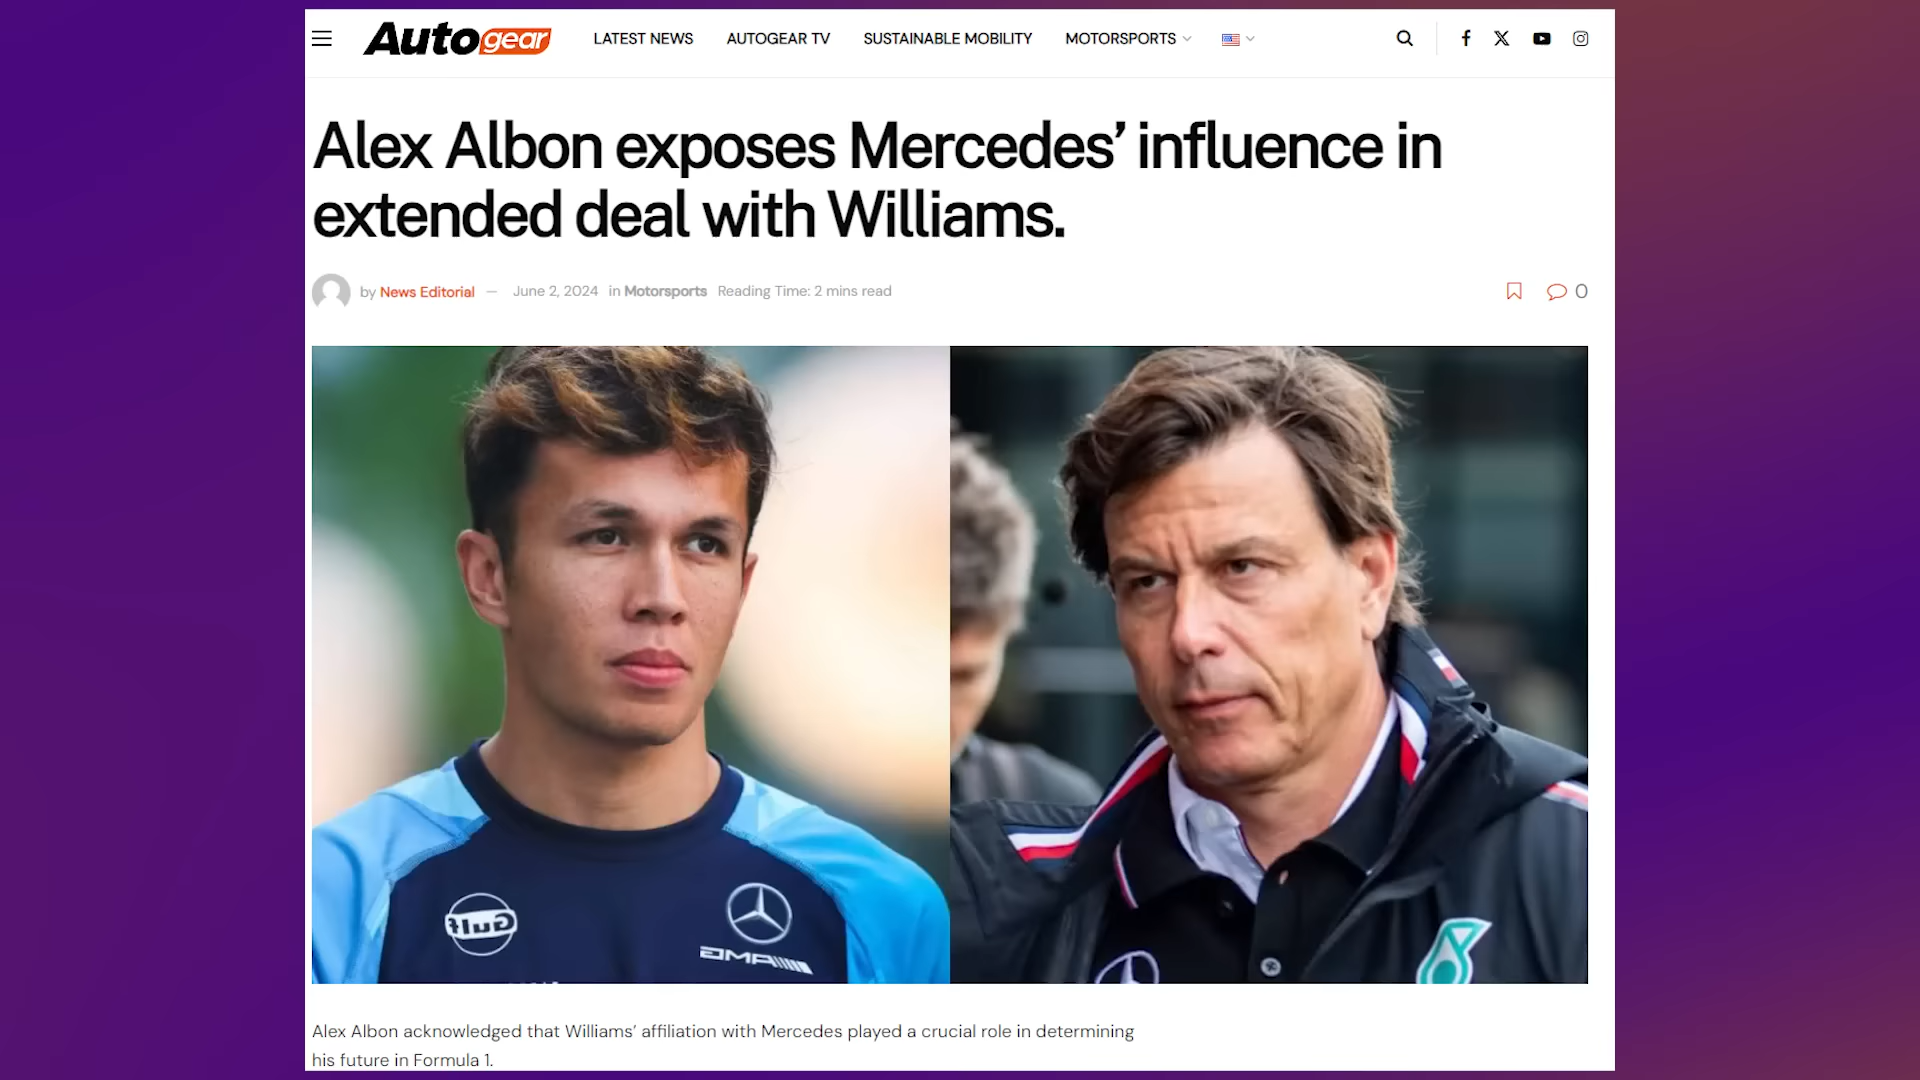 Autogear
LATEST NEWS AUTOGEAR TV SUSTAINABLE MOBILITY MOTORSPORTS
Alex Albon exposes Mercedes’ influence in
extended deal with Williams.
by News Editorial — June 2, 2024 in Motorsports Reading Time: 2 mins read
0
Gulf
AMG
Alex Albon acknowledged that Williams’ affiliation with Mercedes played a crucial role in determining
his future in Formula 1.